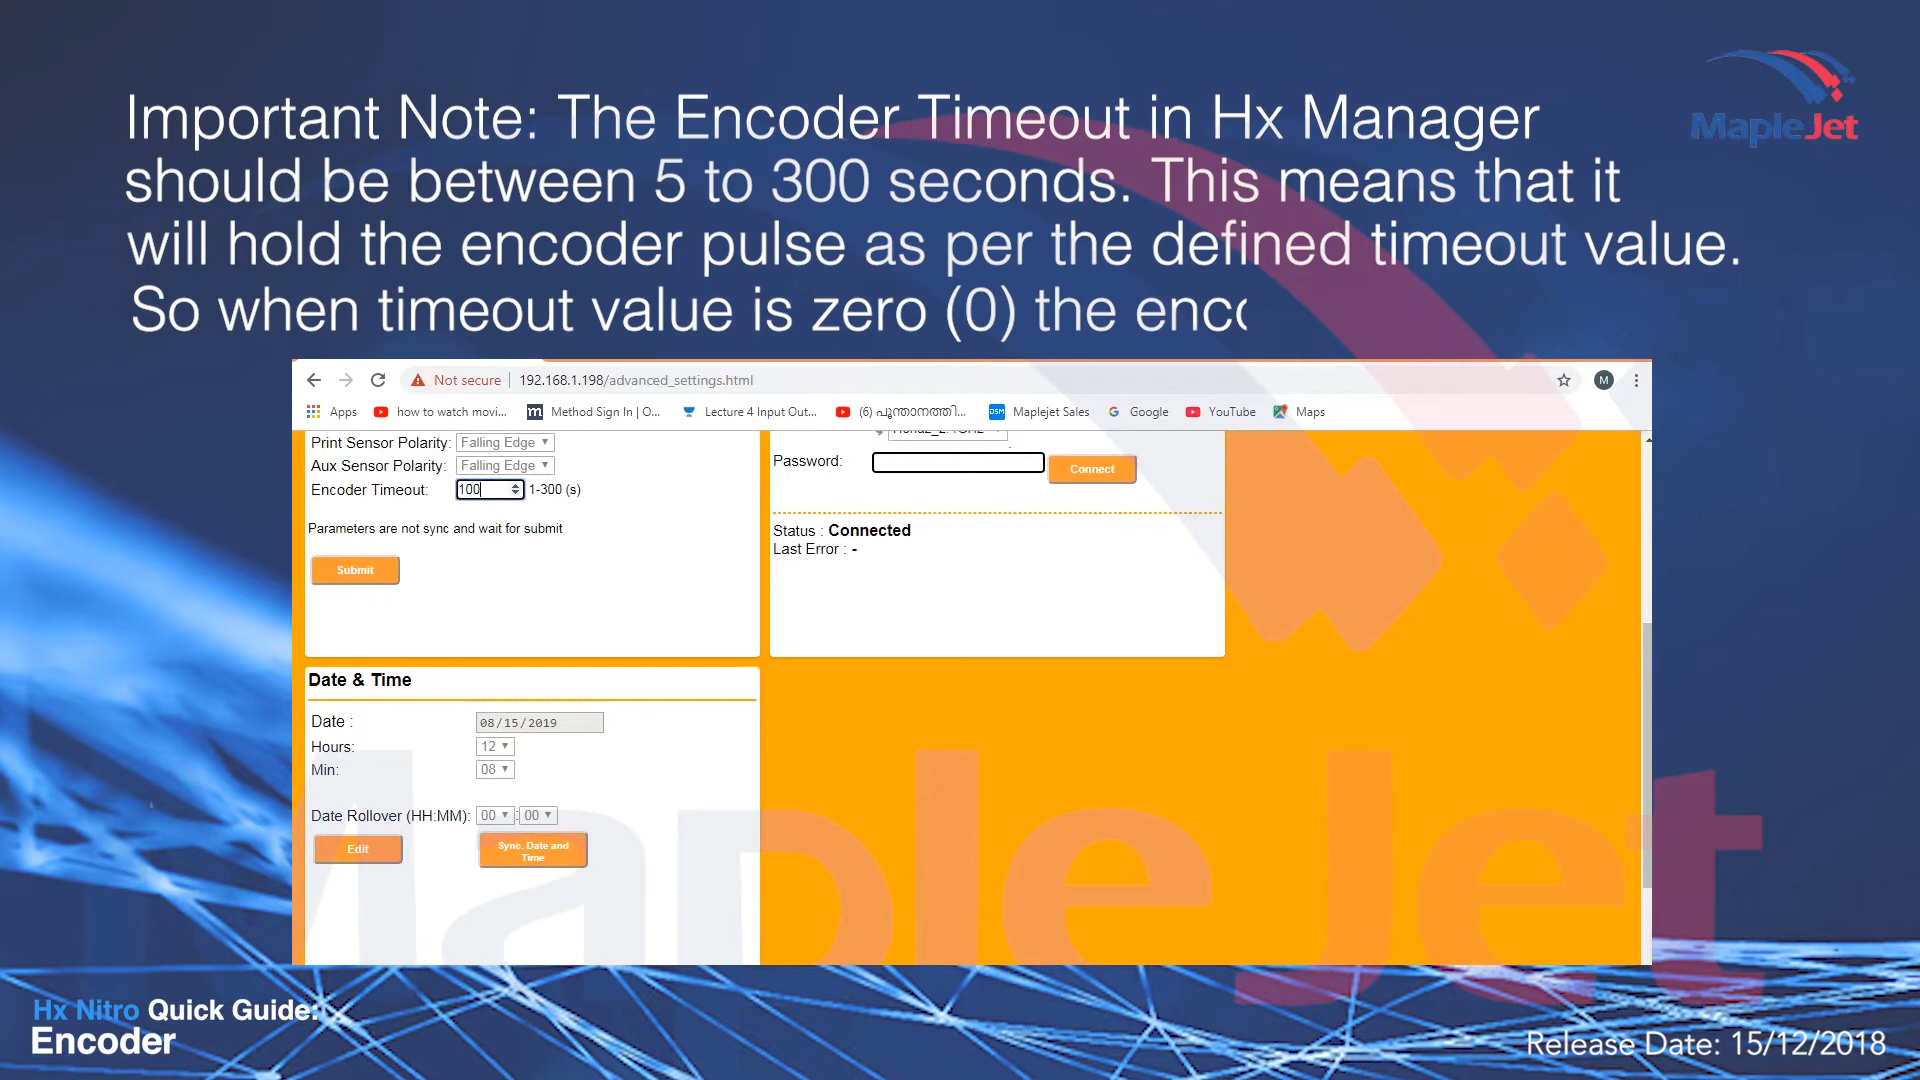 Important Note: The Encoder Timeout in Hx Manager
should be between 5 to 300 seconds. This means that it
will hold the encoder pulse as per the defined timeout value.
So when timeout value is zero (0) the enc
MapleJet
Not secure 192.168.1.198/advanced_settings.html
M
Apps how to watch movi... Method Sign In | O... Lecture 4 Input Out... (6) പൂന്താനത്തി... Maplejet Sales Google YouTube Maps
Print Sensor Polarity: Falling Edge
Aux Sensor Polarity: Falling Edge
Encoder Timeout: 100 1-300 (s)
Parameters are not sync and wait for submit
Submit
Password: Connect
Status : Connected
Last Error : -
Date & Time
Date : 08/15/2019
Hours: 12
Min: 08
Date Rollover (HH:MM): 00 : 00
Edit
Sync. Date and
Time
MapleJet
Hx Nitro Quick Guide:
Encoder
Release Date: 15/12/2018